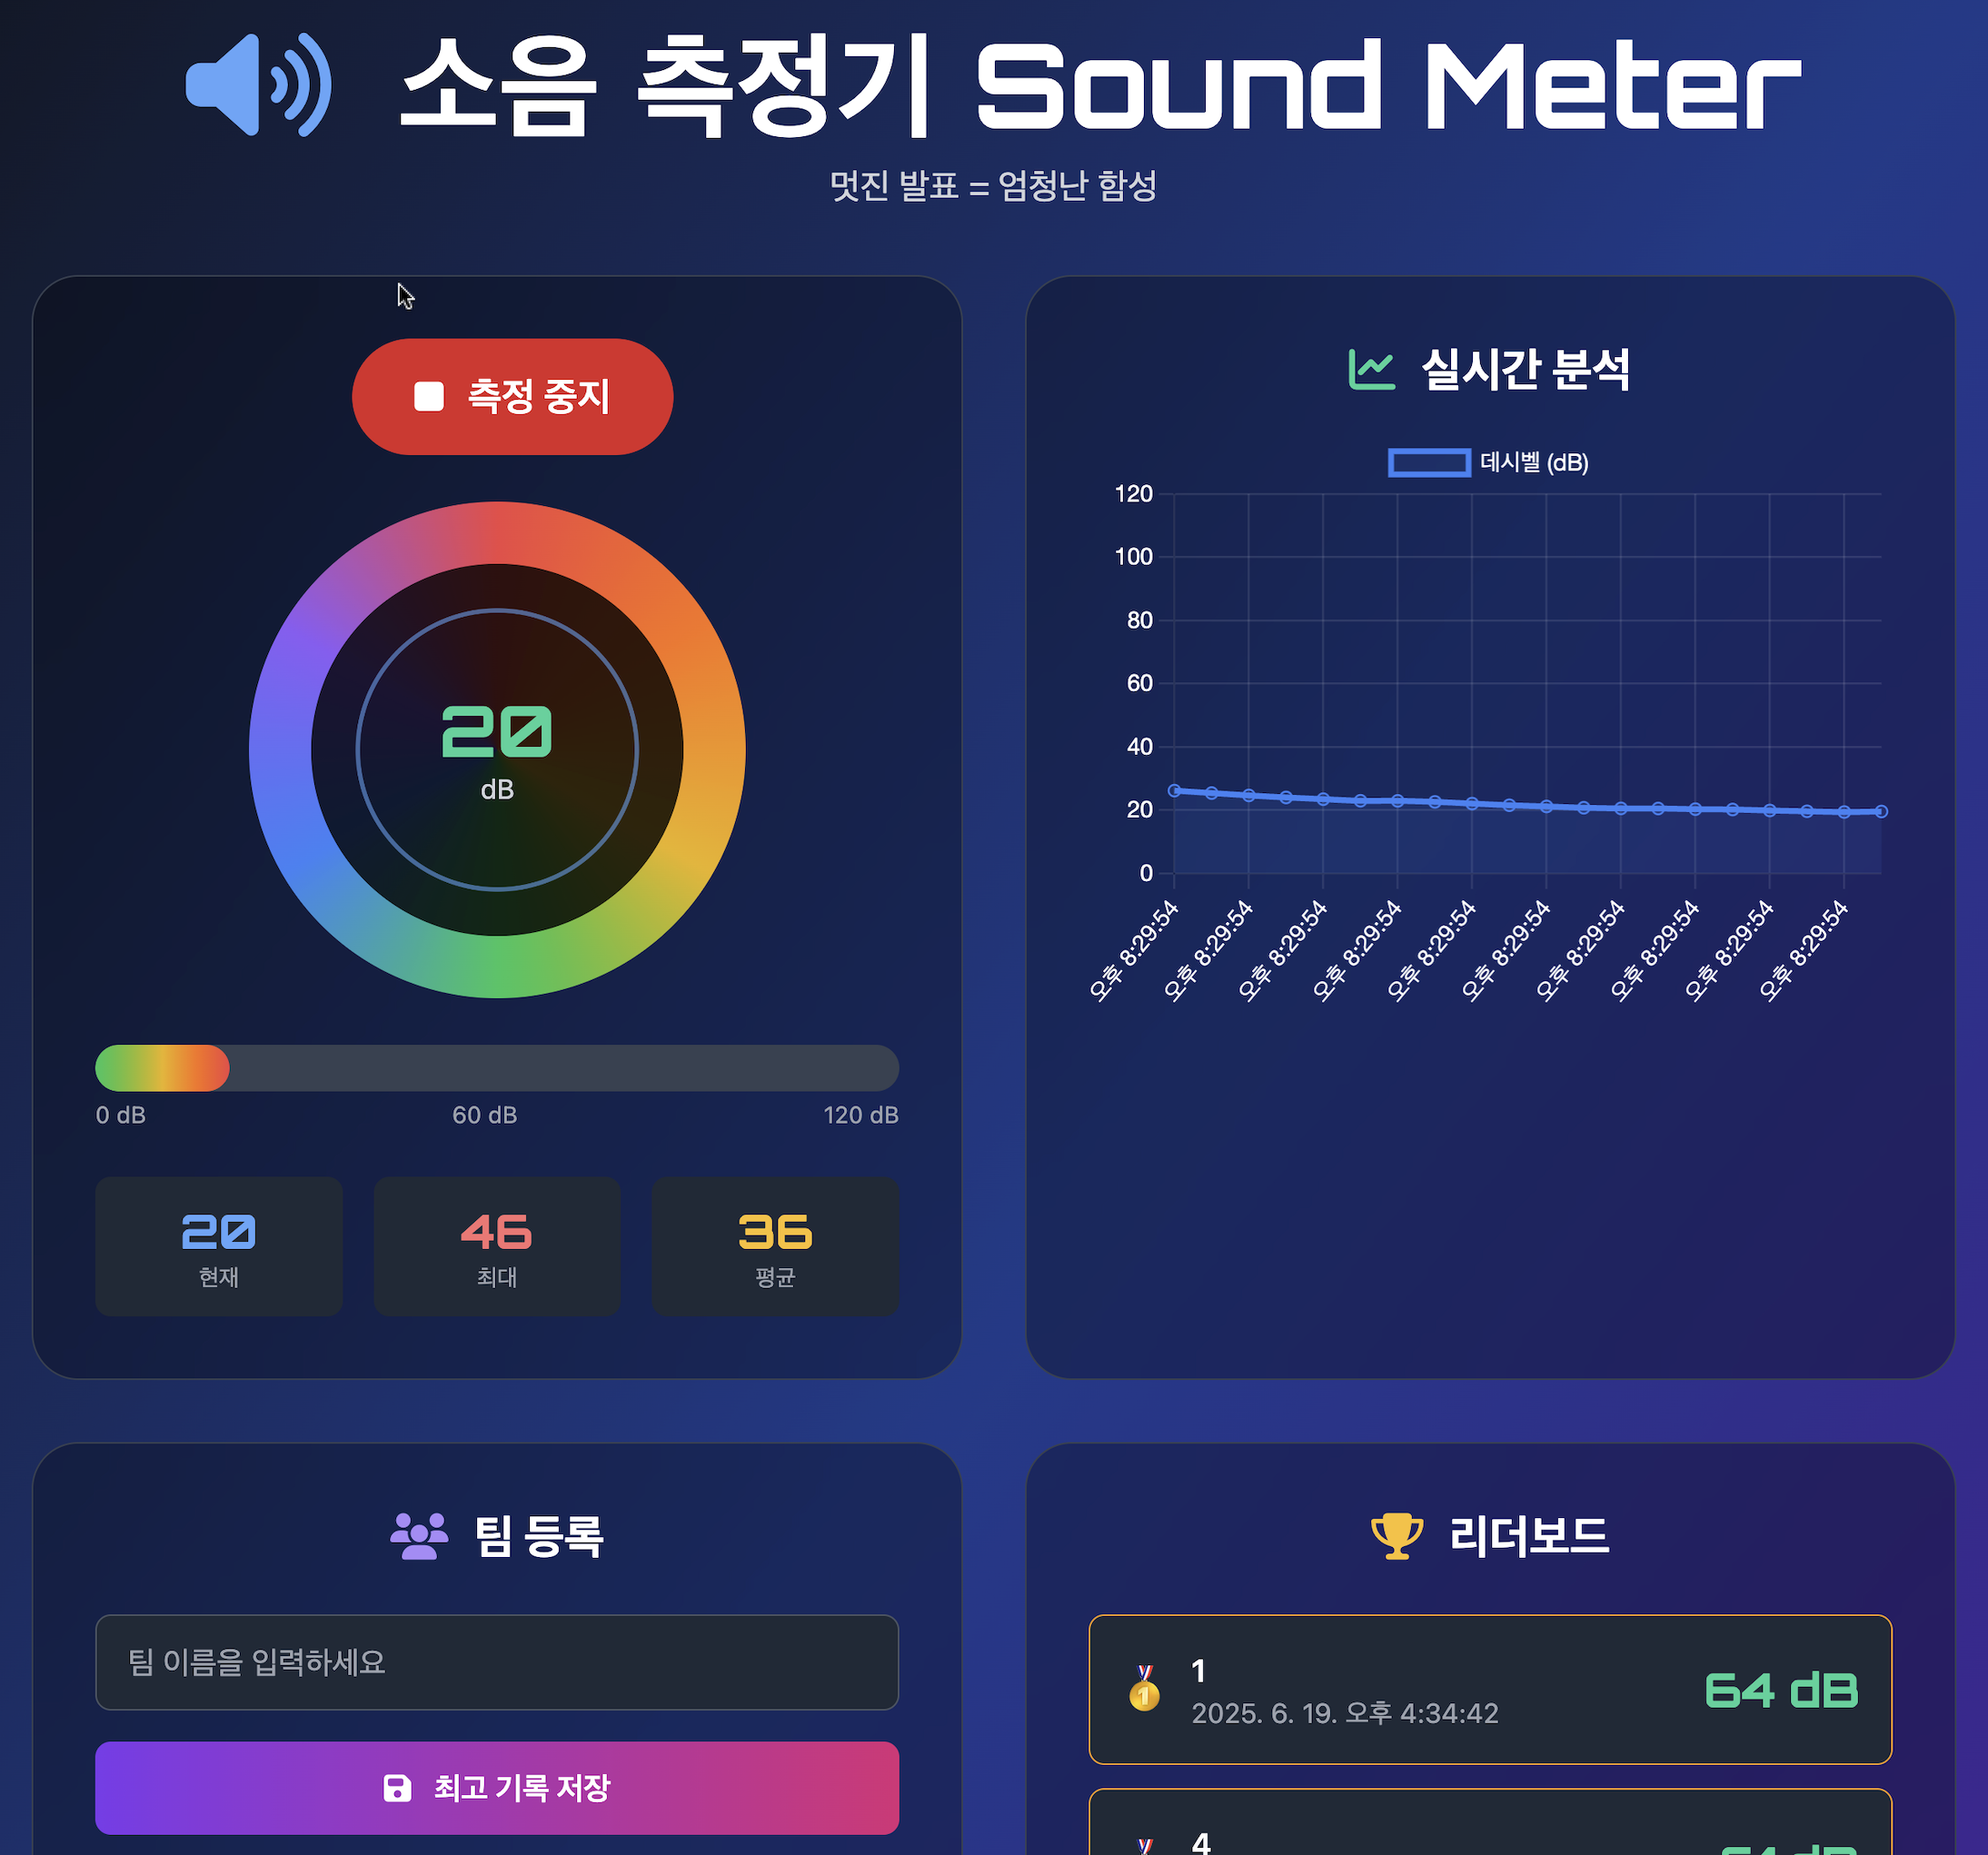 소음 측정기 Sound Meter
멋진 발표 = 엄청난 함성
측정 중지
20
dB
0 dB 60 dB 120 dB
20 46 36
현재 최대 평균
실시간 분석
데시벨 (dB)
120
100
80
60
40
20
0
오후 8:29:54 오후 8:29:54 오후 8:29:54 오후 8:29:54 오후 8:29:54 오후 8:29:54 오후 8:29:54 오후 8:29:54 오후 8:29:54 오후 8:29:54
팀 등록
팀 이름을 입력하세요
최고 기록 저장
리더보드
1
1
2025. 6. 19. 오후 4:34:42
64 dB
4